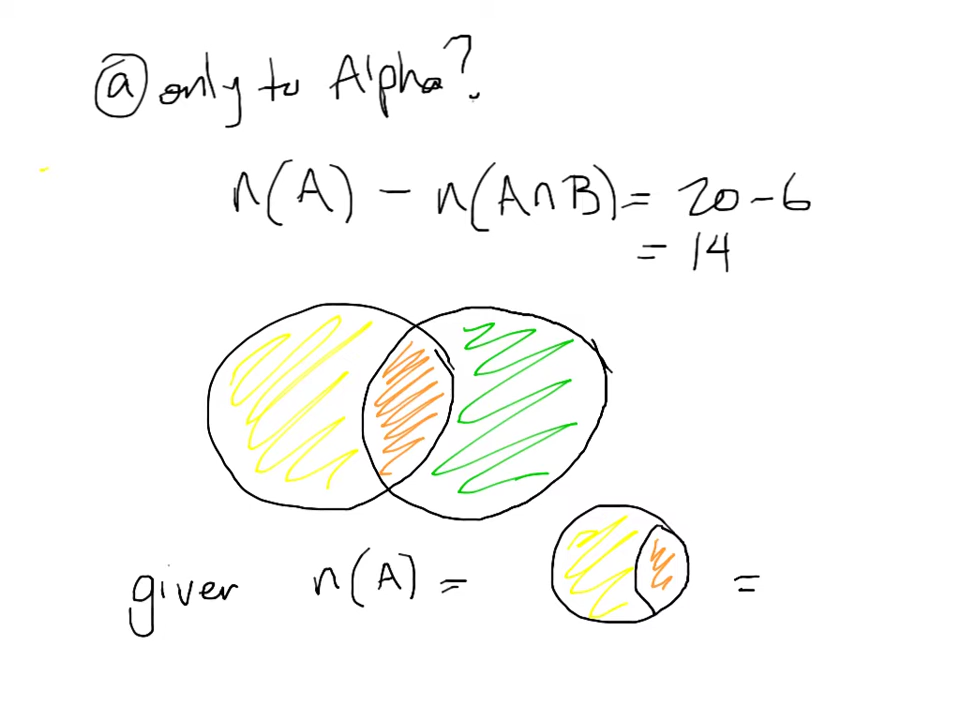 ⓐ only to Alpha?
n(A) - n(A∩B) = 20 - 6
= 14
given n(A) = =